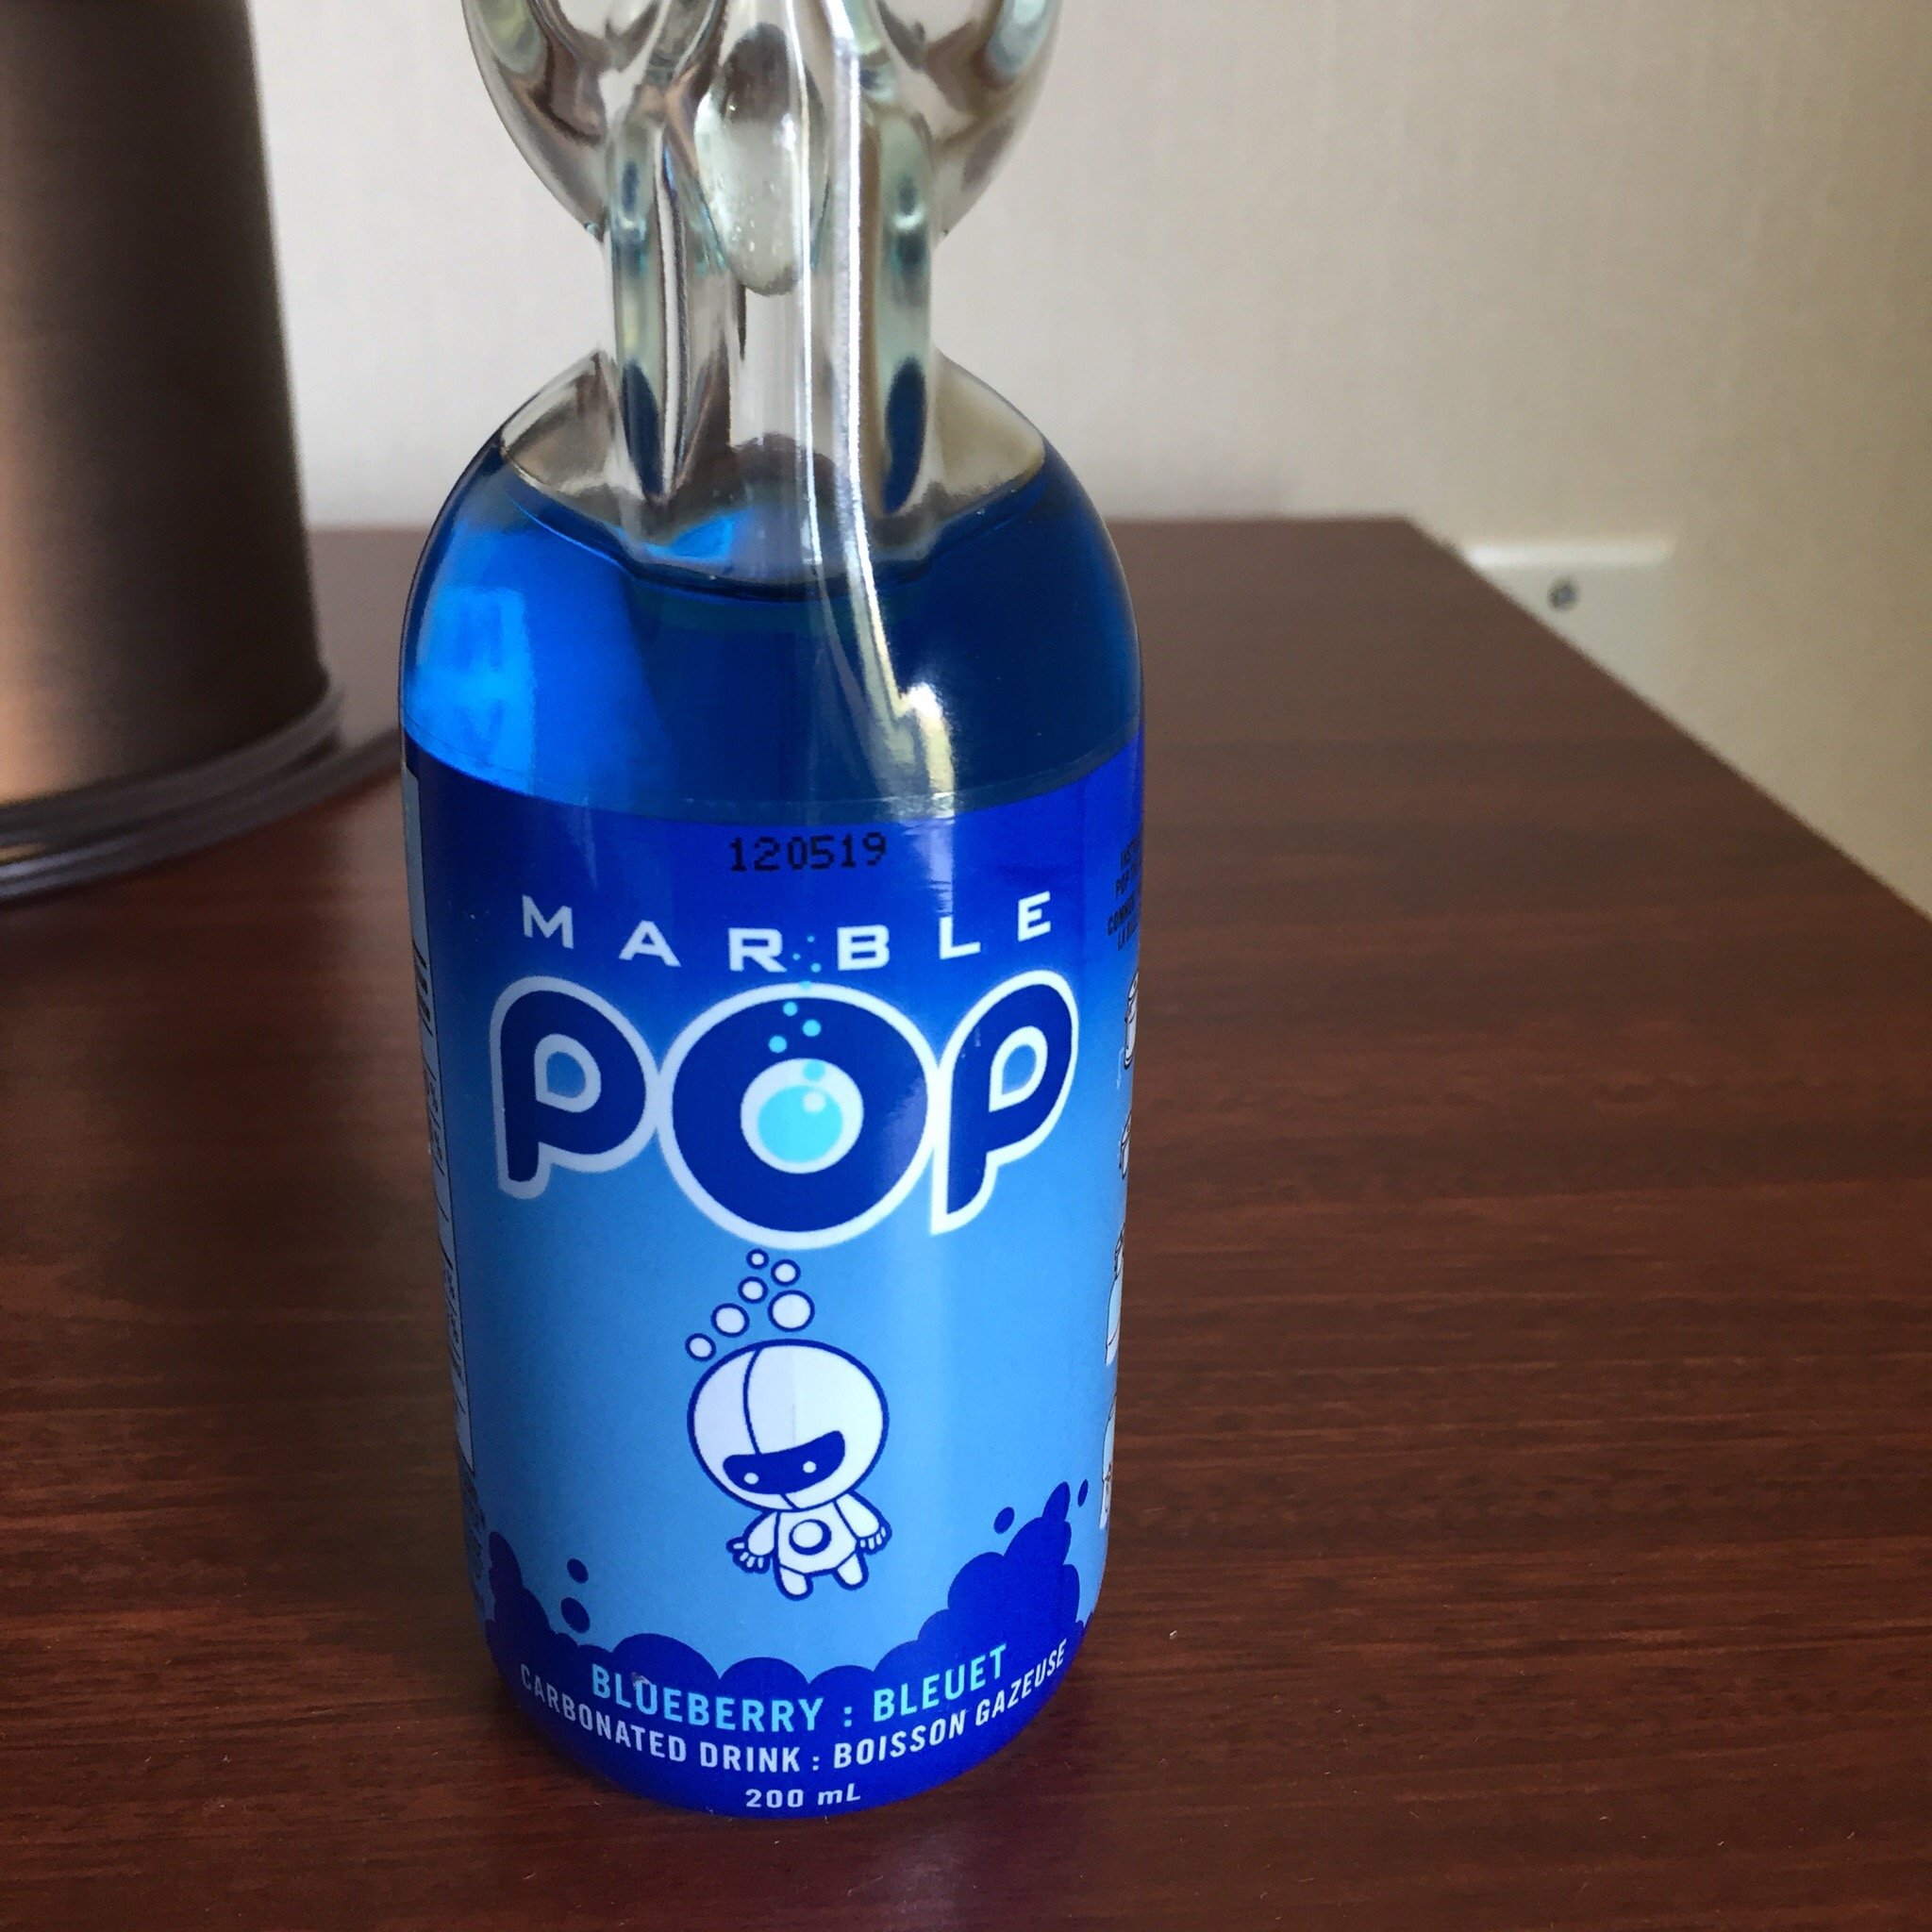 120519
MARBLE
POP
BLUEBERRY : BLEUET
CARBONATED DRINK : BOISSON GAZEUSE
200 mL